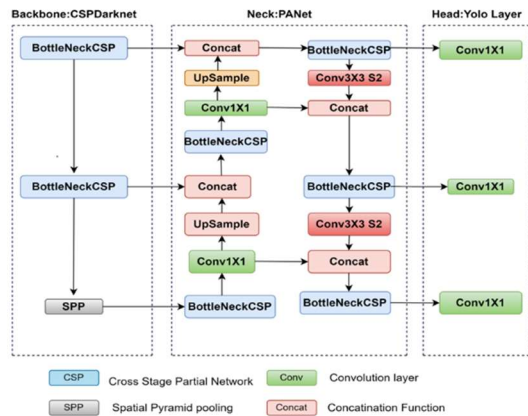 Backbone:CSPDarknet
Neck:PANet
Head:Yolo Layer
BottleNeckCSP
Concat
BottleNeckCSP
Conv1X1
UpSample
Conv3X3 S2
Conv1X1
Concat
BottleNeckCSP
BottleNeckCSP
Concat
BottleNeckCSP
Conv1X1
UpSample
Conv3X3 S2
Conv1X1
Concat
SPP
BottleNeckCSP
BottleNeckCSP
Conv1X1
CSP
Cross Stage Partial Network
Conv
Convolution layer
SPP
Spatial Pyramid pooling
Concat
Concatination Function